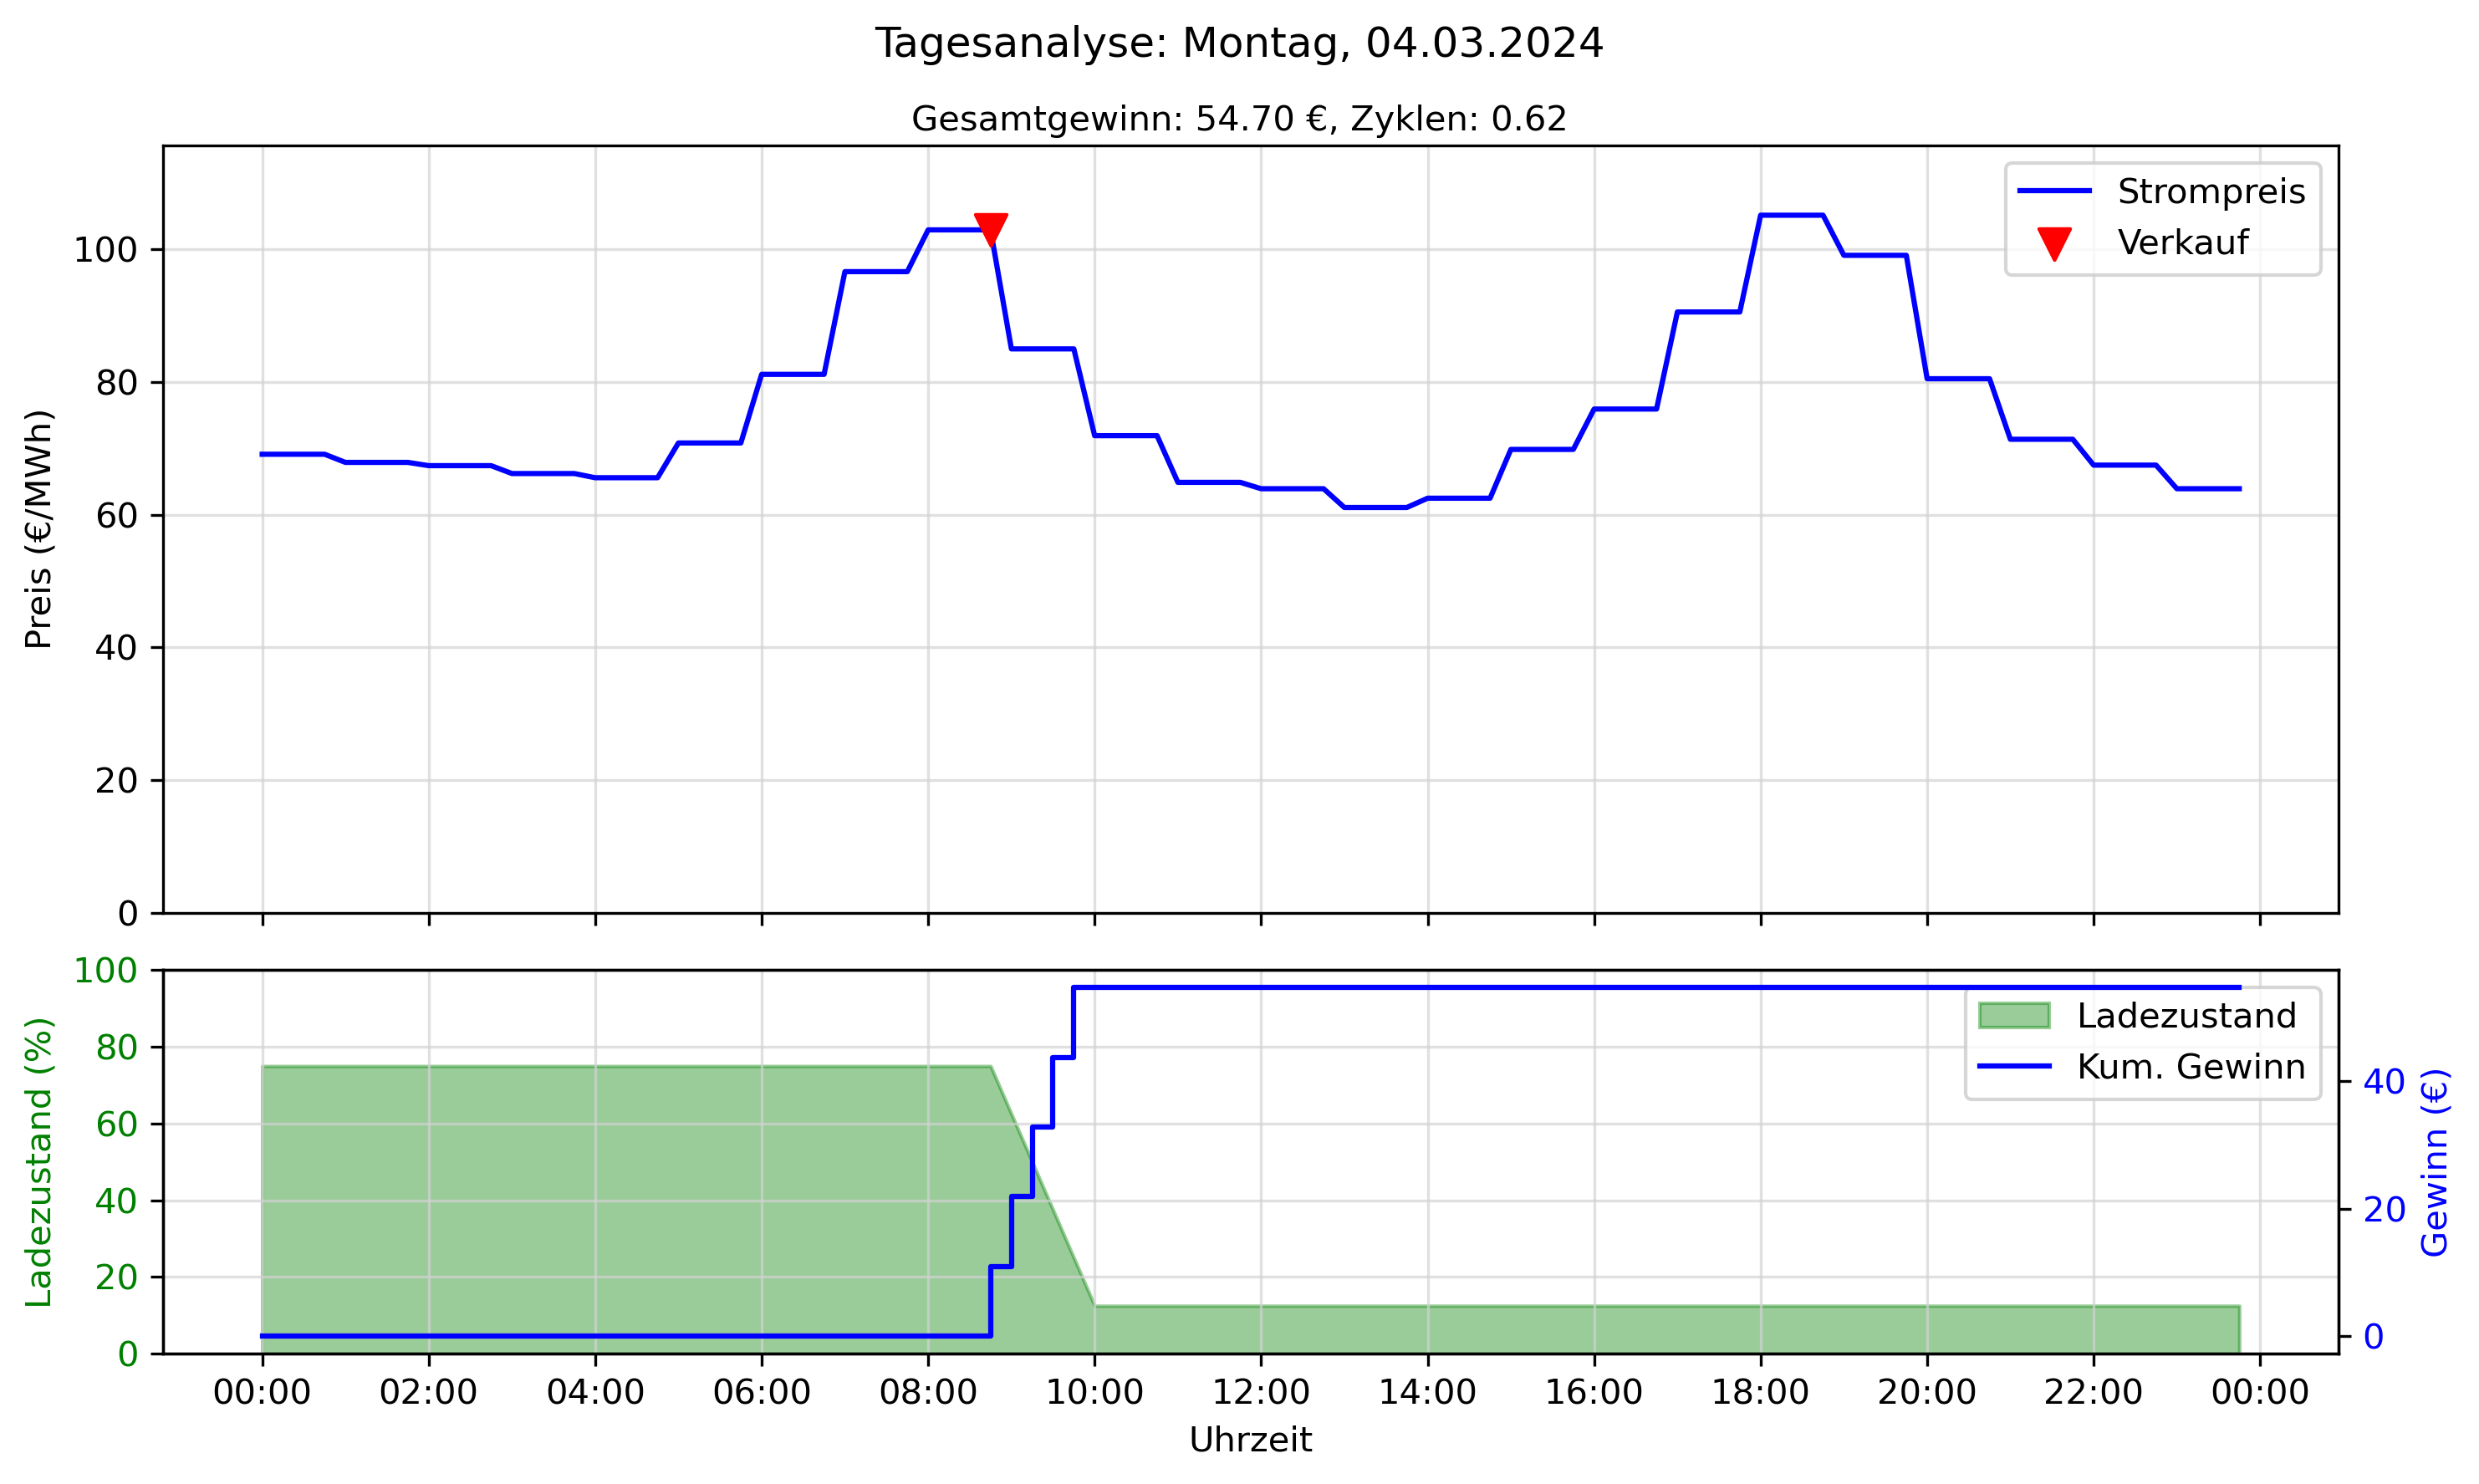 Tagesanalyse: Montag, 04.03.2024
Gesamtgewinn: 54.70 €, Zyklen: 0.62
Strompreis
Verkauf
Preis (€/MWh)
100
80
60
40
20
0
Ladezustand
Kum. Gewinn
Ladezustand (%)
100
80
60
40
20
0
Gewinn (€)
40
20
0
00:00 02:00 04:00 06:00 08:00 10:00 12:00 14:00 16:00 18:00 20:00 22:00 00:00
Uhrzeit